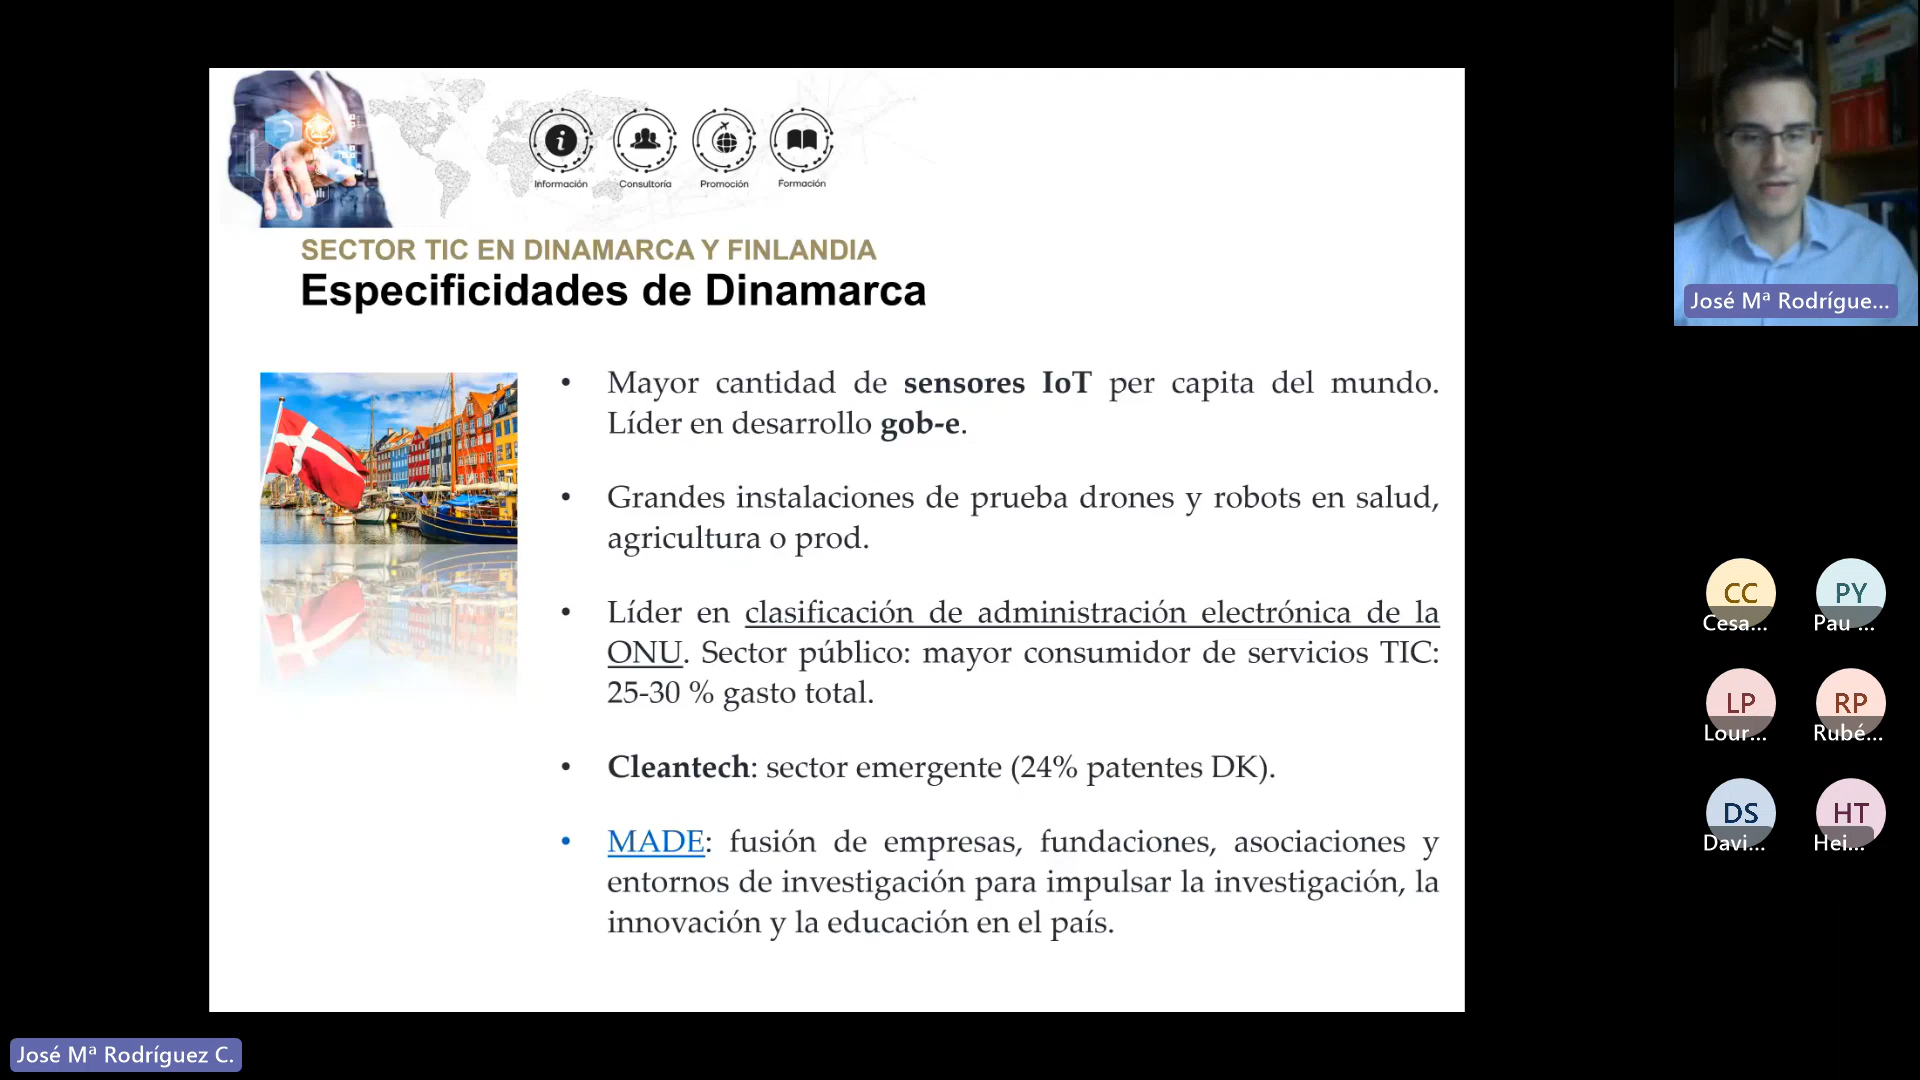 Información
Consultoría
Promoción
Formación
SECTOR TIC EN DINAMARCA Y FINLANDIA
Especificidades de Dinamarca
• Mayor cantidad de sensores IoT per capita del mundo.
Líder en desarrollo gob-e.
• Grandes instalaciones de prueba drones y robots en salud,
agricultura o prod.
• Líder en clasificación de administración electrónica de la
ONU. Sector público: mayor consumidor de servicios TIC:
25-30 % gasto total.
• Cleantech: sector emergente (24% patentes DK).
• MADE: fusión de empresas, fundaciones, asociaciones y
entornos de investigación para impulsar la investigación, la
innovación y la educación en el país.
José Mª Rodrígue...
CC
Cesa...
PY
Pau ...
LP
Lour...
RP
Rubé...
DS
Davi...
HT
Hei...
José Mª Rodríguez C.